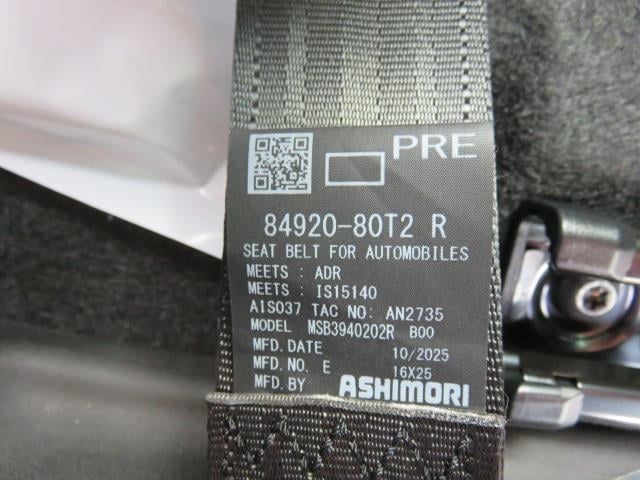 PRE
84920-80T2 R
SEAT BELT FOR AUTOMOBILES
MEETS : ADR
MEETS : IS15140
AIS037 TAC NO: AN2735
MODEL MSB3940202R B00
MFD. DATE 10/2025
MFD. NO. E 16X25
MFD. BY ASHIMORI